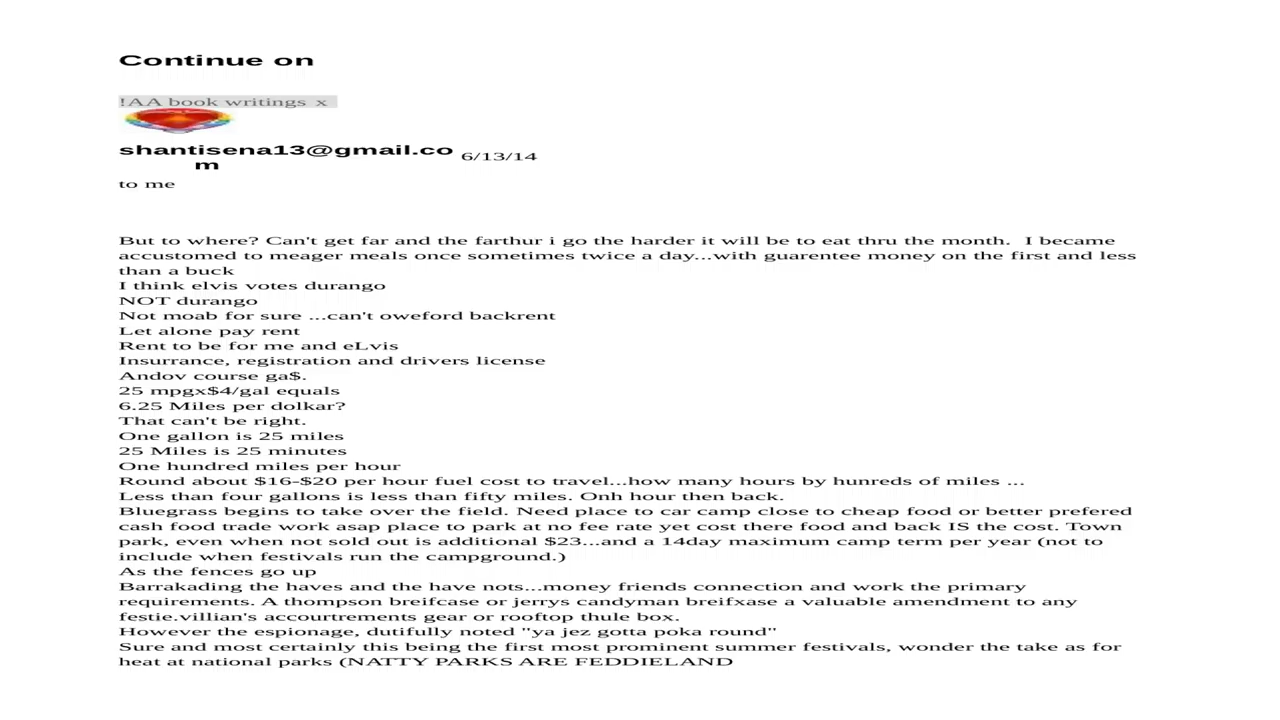 Continue on
!AA book writings x
shantisena13@gmail.co
m
6/13/14
to me
But to where? Can't get far and the farthur i go the harder it will be to eat thru the month.  I became
accustomed to meager meals once sometimes twice a day...with guarentee money on the first and less
than a buck
I think elvis votes durango
NOT durango
Not moab for sure ...can't oweford backrent
Let alone pay rent
Rent to be for me and eLvis
Insurrance, registration and drivers license
Andov course ga$.
25 mpgx$4/gal equals
6.25 Miles per dolkar?
That can't be right.
One gallon is 25 miles
25 Miles is 25 minutes
One hundred miles per hour
Round about $16-$20 per hour fuel cost to travel...how many hours by hunreds of miles ...
Less than four gallons is less than fifty miles. Onh hour then back.
Bluegrass begins to take over the field. Need place to car camp close to cheap food or better prefered
cash food trade work asap place to park at no fee rate yet cost there food and back IS the cost. Town
park, even when not sold out is additional $23...and a 14day maximum camp term per year (not to
include when festivals run the campground.)
As the fences go up
Barrakading the haves and the have nots...money friends connection and work the primary
requirements. A thompson breifcase or jerrys candyman breifxase a valuable amendment to any
festie.villian's accourtrements gear or rooftop thule box.
However the espionage, dutifully noted "ya jez gotta poka round"
Sure and most certainly this being the first most prominent summer festivals, wonder the take as for
heat at national parks (NATTY PARKS ARE FEDDIELAND